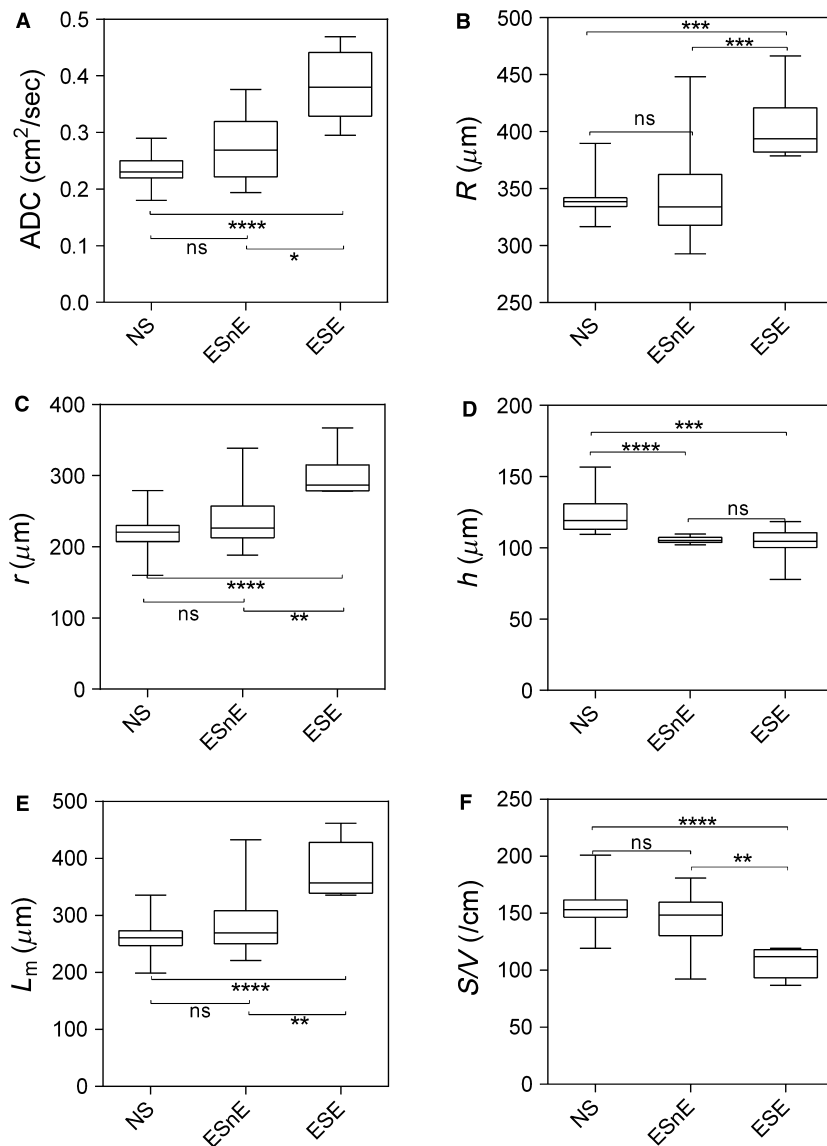 A
ADC (cm²/sec)
0.5
0.4
0.3
0.2
0.1
0.0
****
ns
*
NS
ESnE
ESE
B
R (μm)
500
450
400
350
300
250
***
***
ns
NS
ESnE
ESE
C
r (μm)
400
300
200
100
0
****
ns
**
NS
ESnE
ESE
D
h (μm)
200
150
100
50
0
***
****
ns
NS
ESnE
ESE
E
Lm (μm)
500
400
300
200
100
0
****
ns
**
NS
ESnE
ESE
F
S/V (/cm)
250
200
150
100
50
0
****
ns
**
NS
ESnE
ESE